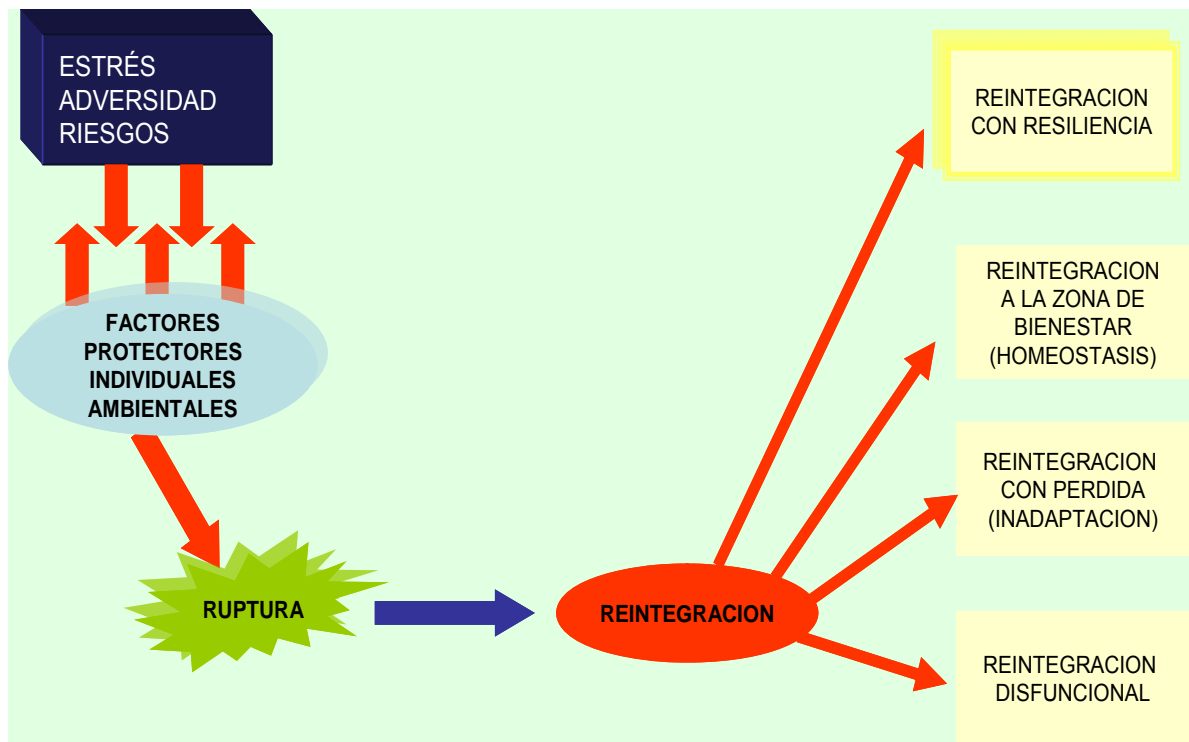 ESTRÉS
ADVERSIDAD
RIESGOS
FACTORES
PROTECTORES
INDIVIDUALES
AMBIENTALES
RUPTURA
REINTEGRACION
REINTEGRACION
CON RESILIENCIA
REINTEGRACION
A LA ZONA DE
BIENESTAR
(HOMEOSTASIS)
REINTEGRACION
CON PERDIDA
(INADAPTACION)
REINTEGRACION
DISFUNCIONAL